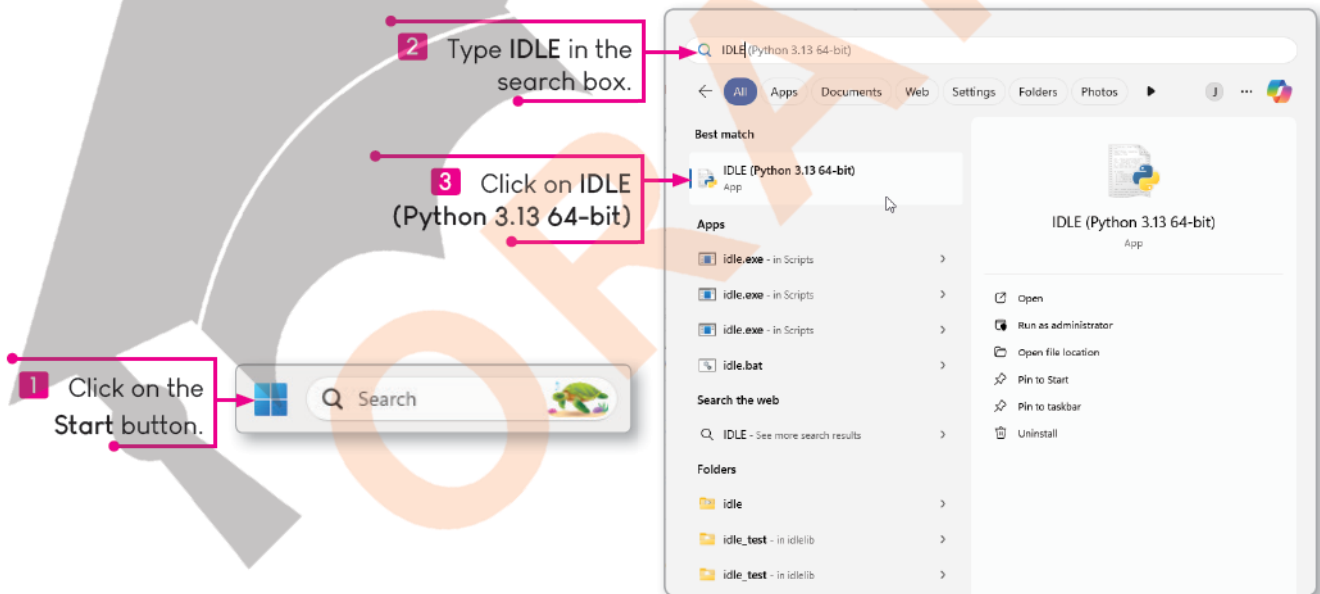 2 Type IDLE in the
search box.
3 Click on IDLE
(Python 3.13 64-bit)
1 Click on the
Start button.
Search
IDLE (Python 3.13 64-bit)
All Apps Documents Web Settings Folders Photos J ...
Best match
IDLE (Python 3.13 64-bit)
App
Apps
idle.exe - in Scripts
idle.exe - in Scripts
idle.exe - in Scripts
idle.bat
Search the web
IDLE - See more search results
Folders
idle
idle_test - in idlelib
idle_test - in idlelib
IDLE (Python 3.13 64-bit)
App
Open
Run as administrator
Open file location
Pin to Start
Pin to taskbar
Uninstall
ORA